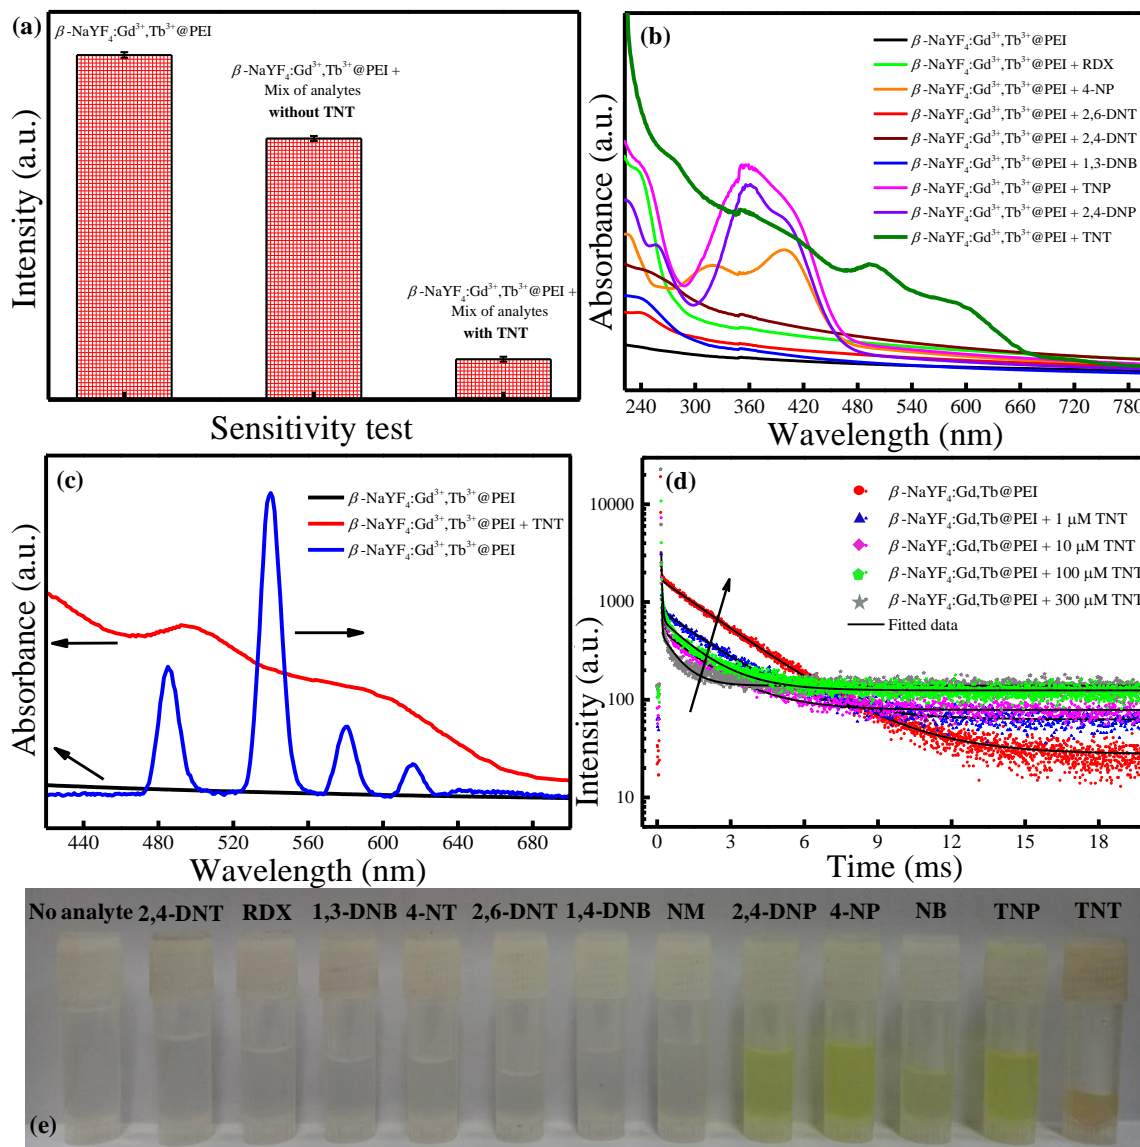 (a)
β-NaYF₄:Gd³⁺,Tb³⁺@PEI
β-NaYF₄:Gd³⁺,Tb³⁺@PEI +
Mix of analytes
without TNT
β-NaYF₄:Gd³⁺,Tb³⁺@PEI +
Mix of analytes
with TNT
Intensity (a.u.)
Sensitivity test
(b)
β-NaYF₄:Gd³⁺,Tb³⁺@PEI
β-NaYF₄:Gd³⁺,Tb³⁺@PEI + RDX
β-NaYF₄:Gd³⁺,Tb³⁺@PEI + 4-NP
β-NaYF₄:Gd³⁺,Tb³⁺@PEI + 2,6-DNT
β-NaYF₄:Gd³⁺,Tb³⁺@PEI + 2,4-DNT
β-NaYF₄:Gd³⁺,Tb³⁺@PEI + 1,3-DNB
β-NaYF₄:Gd³⁺,Tb³⁺@PEI + TNP
β-NaYF₄:Gd³⁺,Tb³⁺@PEI + 2,4-DNP
β-NaYF₄:Gd³⁺,Tb³⁺@PEI + TNT
Absorbance (a.u.)
240 300 360 420 480 540 600 660 720 780
Wavelength (nm)
(c)
β-NaYF₄:Gd³⁺,Tb³⁺@PEI
β-NaYF₄:Gd³⁺,Tb³⁺@PEI + TNT
β-NaYF₄:Gd³⁺,Tb³⁺@PEI
Absorbance (a.u.)
440 480 520 560 600 640 680
Wavelength (nm)
(d)
β-NaYF₄:Gd,Tb@PEI
β-NaYF₄:Gd,Tb@PEI + 1 μM TNT
β-NaYF₄:Gd,Tb@PEI + 10 μM TNT
β-NaYF₄:Gd,Tb@PEI + 100 μM TNT
β-NaYF₄:Gd,Tb@PEI + 300 μM TNT
Fitted data
10000
1000
100
10
Intensity (a.u.)
0 3 6 9 12 15 18
Time (ms)
No analyte 2,4-DNT RDX 1,3-DNB 4-NT 2,6-DNT 1,4-DNB NM 2,4-DNP 4-NP NB TNP TNT
(e)